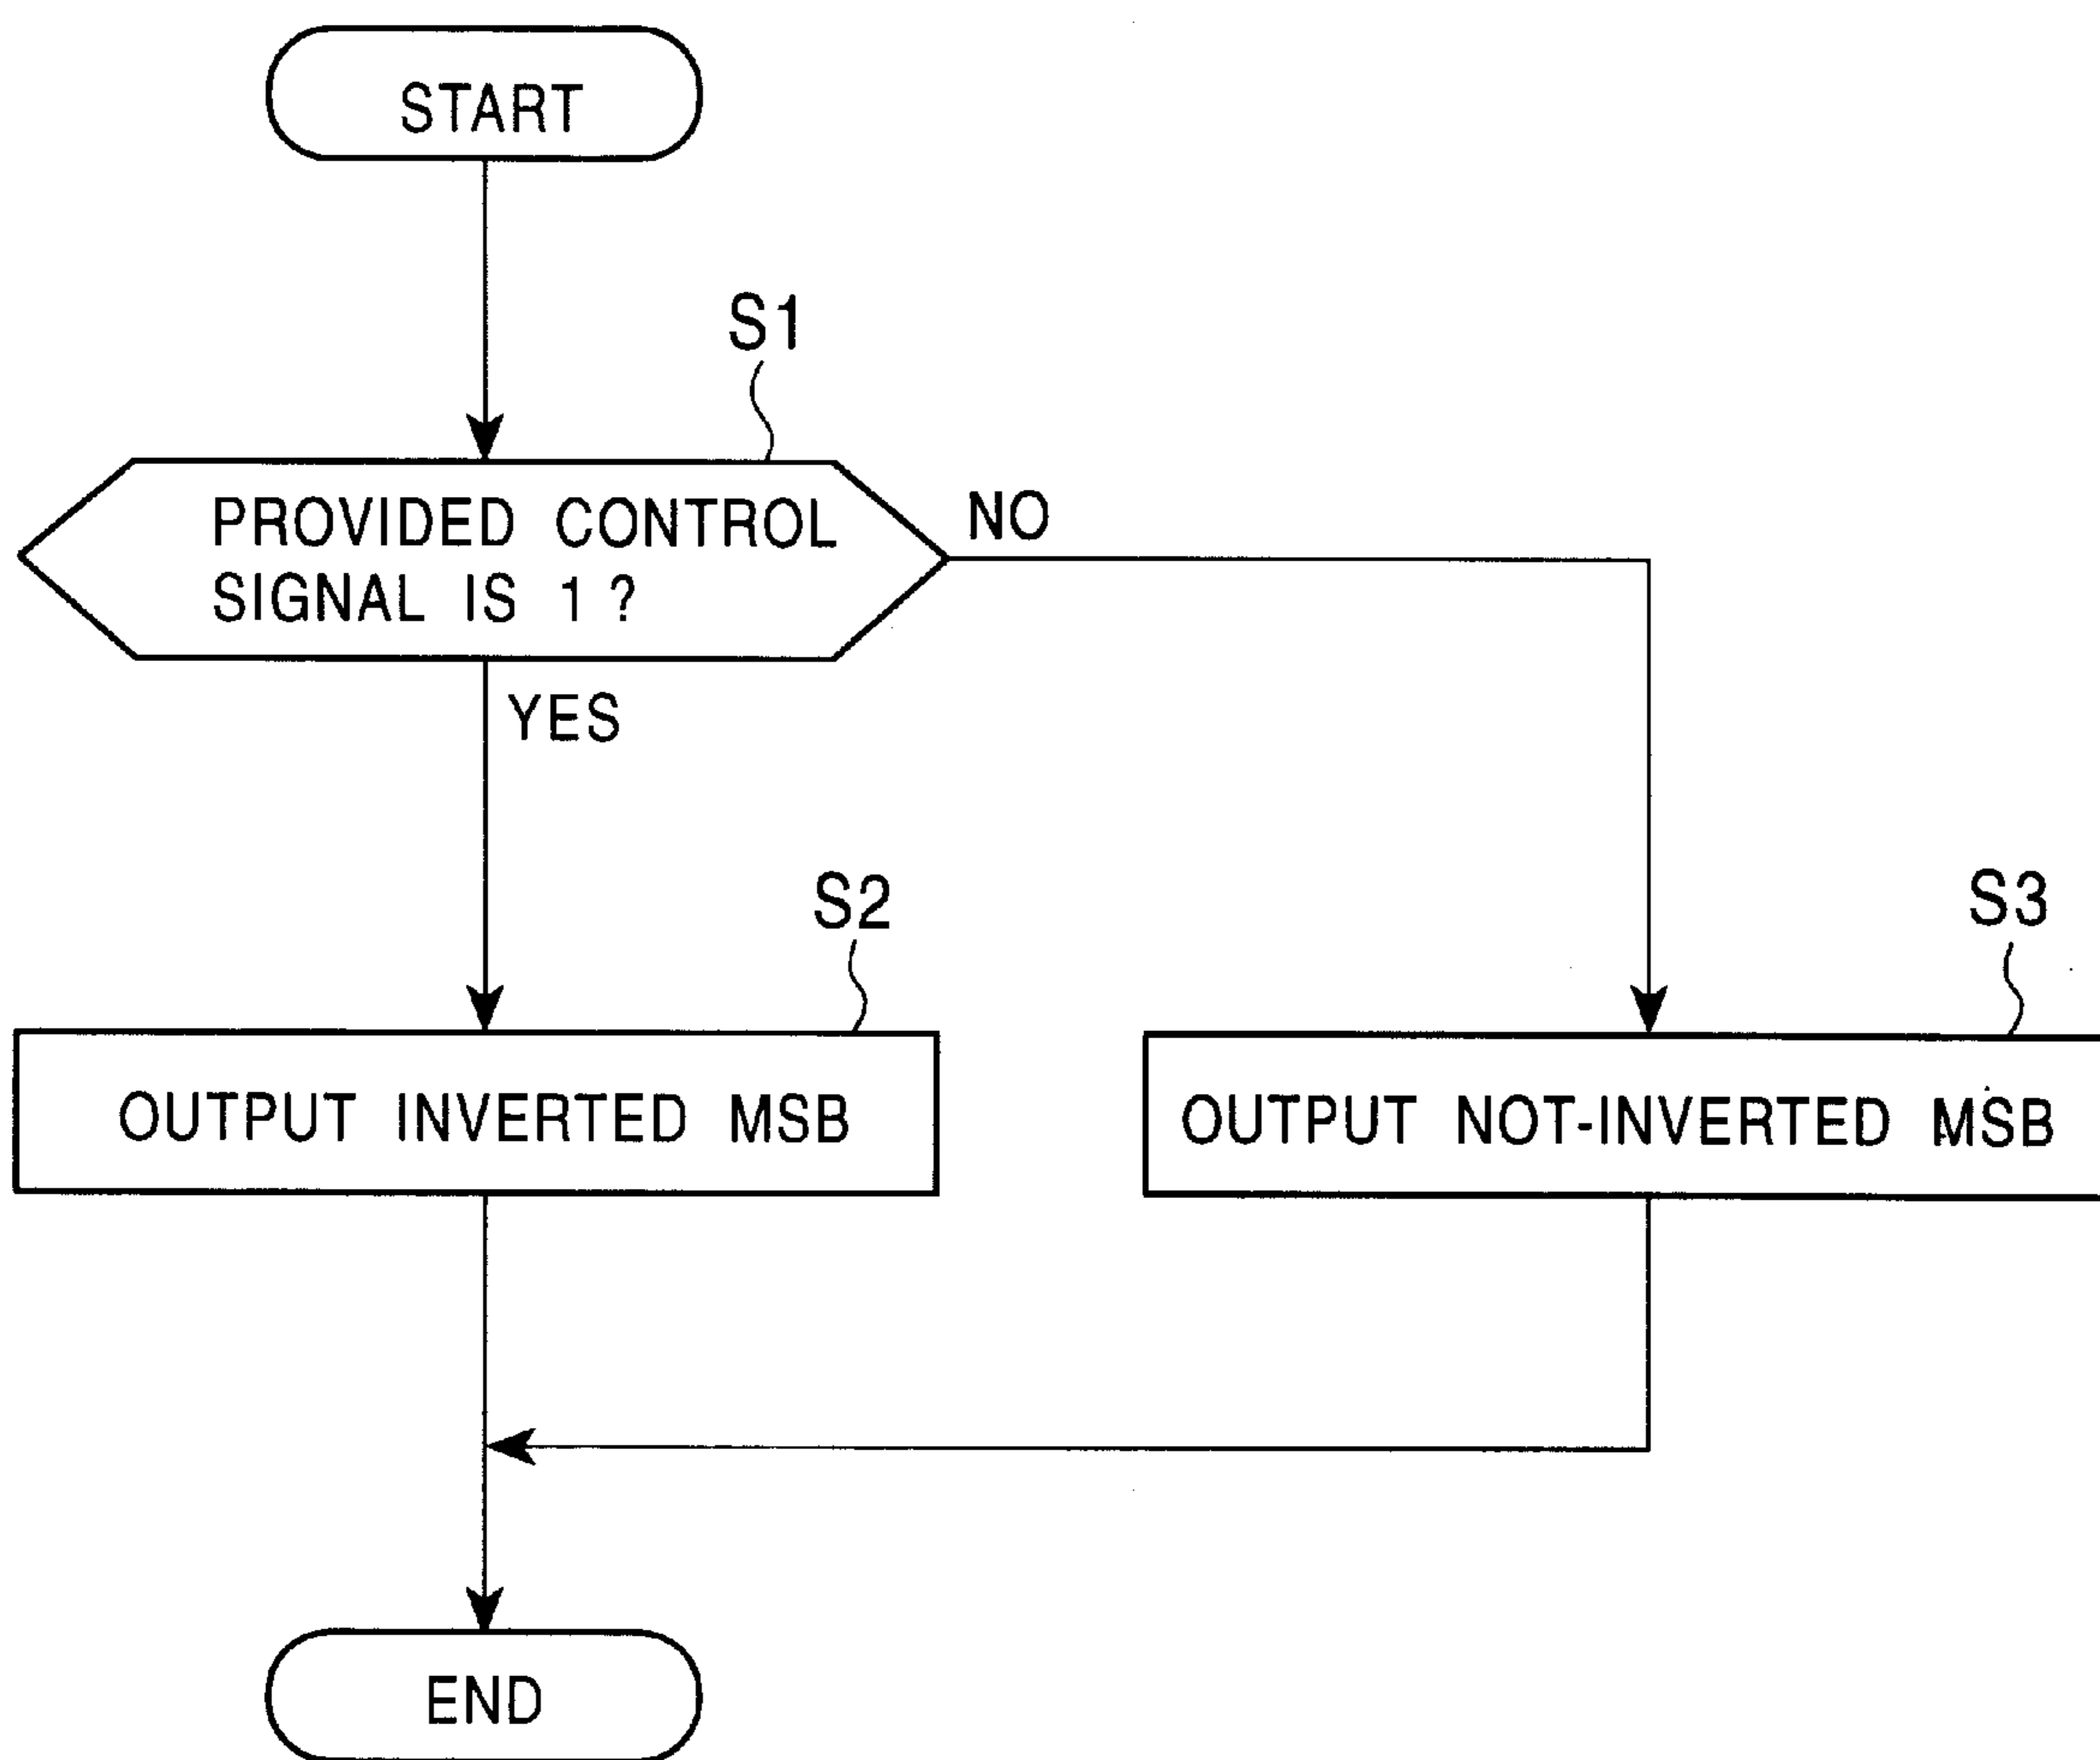 START
S1
PROVIDED CONTROL
SIGNAL IS 1 ?
NO
YES
S2
S3
OUTPUT INVERTED MSB
OUTPUT NOT-INVERTED MSB
END